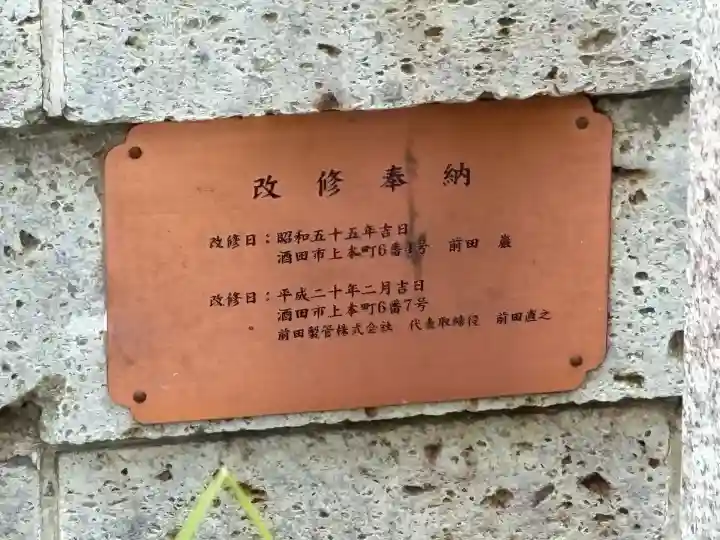 改修奉納
改修日：昭和五十五年吉日
酒田市上本町6番 号 前田 巌
改修日：平成二十年二月吉日
酒田市上本町6番7号
前田製管株式会社 代表取締役 前田直之